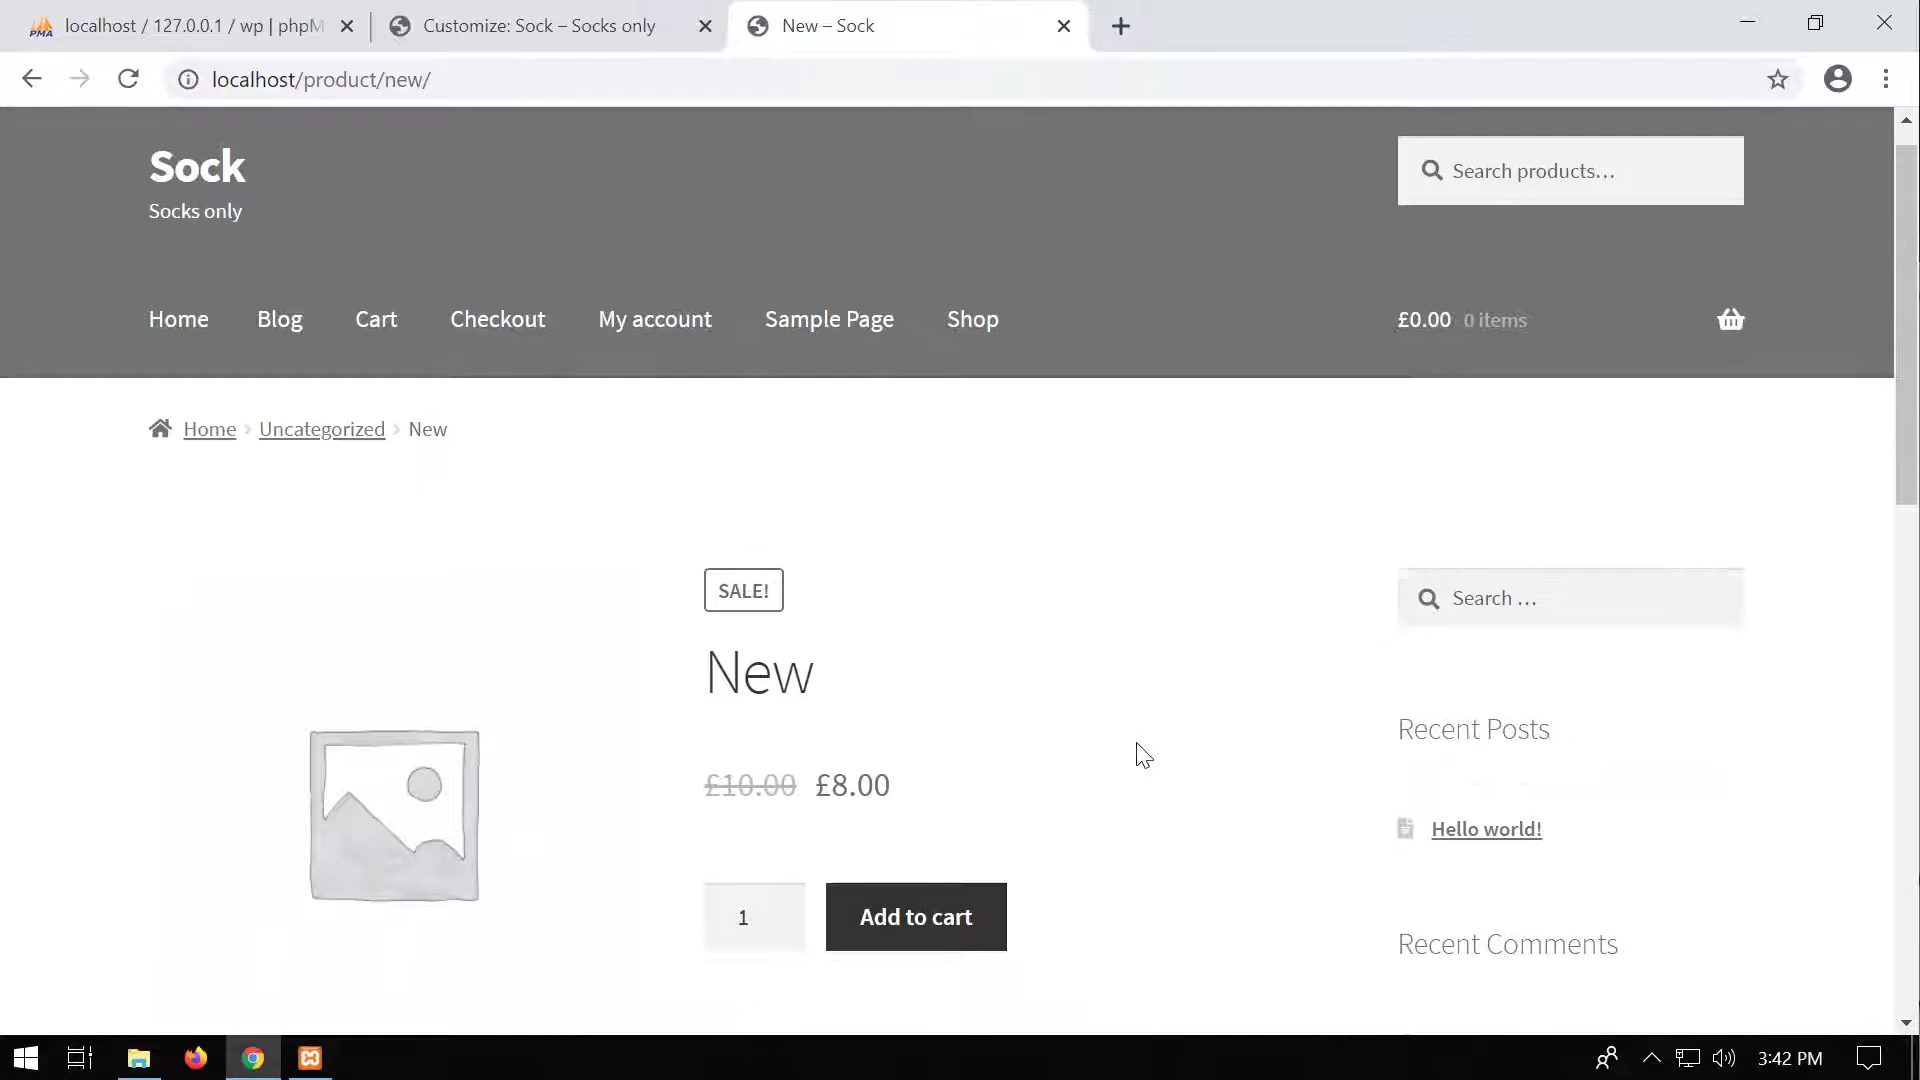 localhost / 127.0.0.1 / wp | phpM
Customize: Sock – Socks only
New – Sock
localhost/product/new/
Sock
Socks only
Search products…
Home
Blog
Cart
Checkout
My account
Sample Page
Shop
£0.00 0 items
Home › Uncategorized › New
SALE!
New
£10.00 £8.00
1
Add to cart
Search …
Recent Posts
Hello world!
Recent Comments
3:42 PM